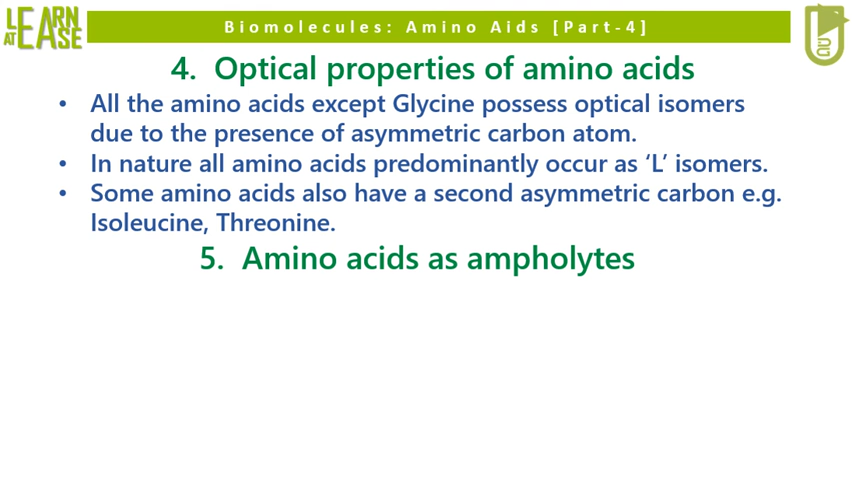 LEARN
AT EASE
Biomolecules: Amino Aids [Part-4]
4. Optical properties of amino acids
• All the amino acids except Glycine possess optical isomers
due to the presence of asymmetric carbon atom.
• In nature all amino acids predominantly occur as ‘L’ isomers.
• Some amino acids also have a second asymmetric carbon e.g.
Isoleucine, Threonine.
5. Amino acids as ampholytes